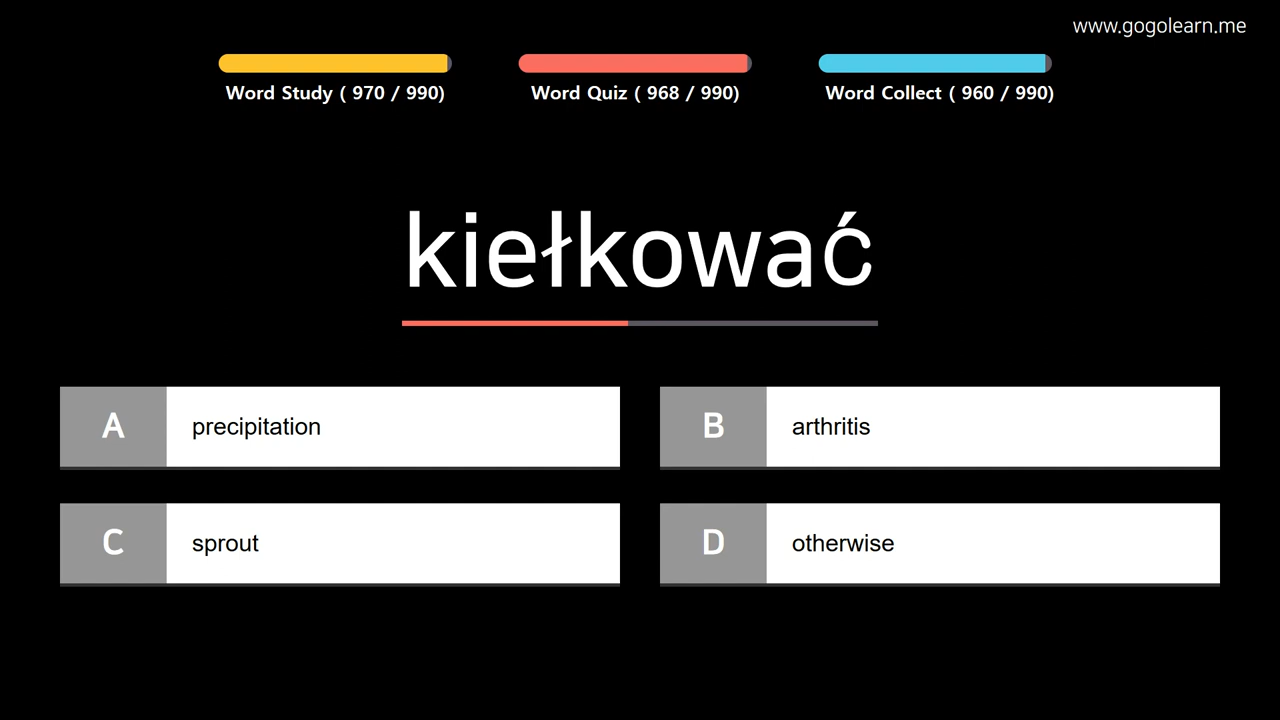 www.gogolearn.me
Word Study ( 970 / 990)
Word Quiz ( 968 / 990)
Word Collect ( 960 / 990)
kiełkować
A precipitation
B arthritis
C sprout
D otherwise